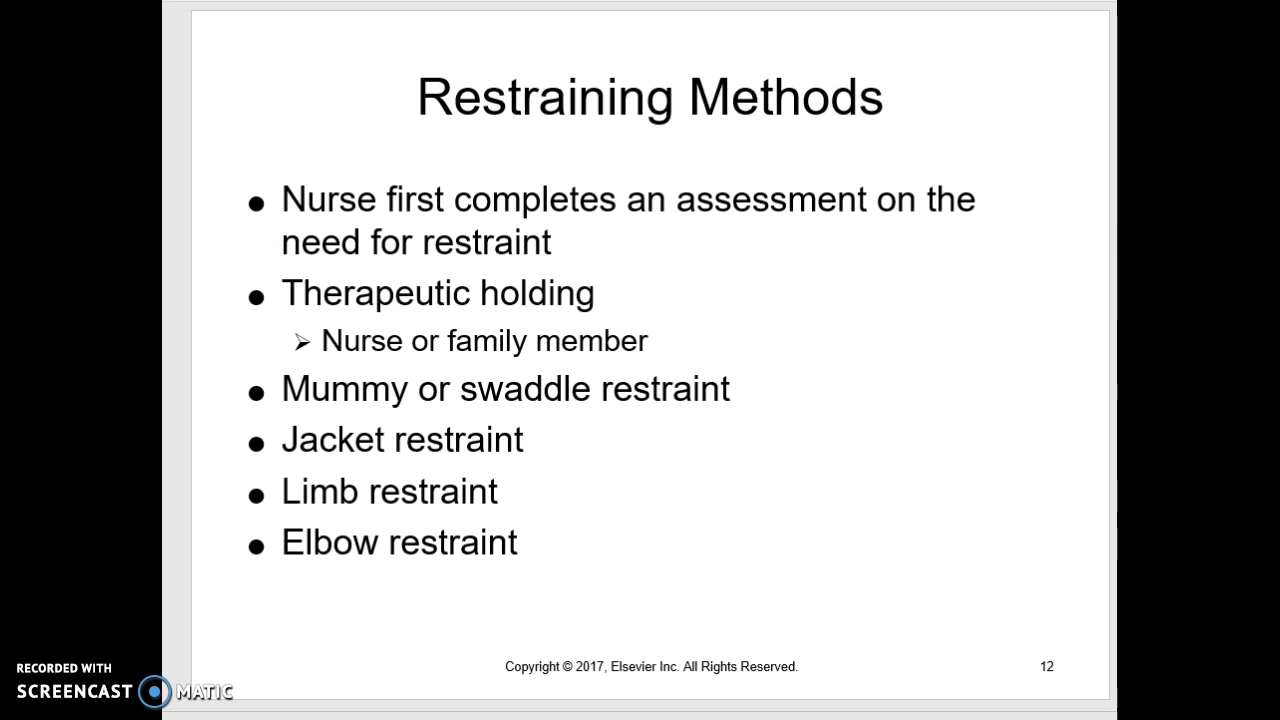 Restraining Methods
● Nurse first completes an assessment on the
need for restraint
● Therapeutic holding
➢ Nurse or family member
● Mummy or swaddle restraint
● Jacket restraint
● Limb restraint
● Elbow restraint
Copyright © 2017, Elsevier Inc. All Rights Reserved.
12
RECORDED WITH
SCREENCAST MATIC